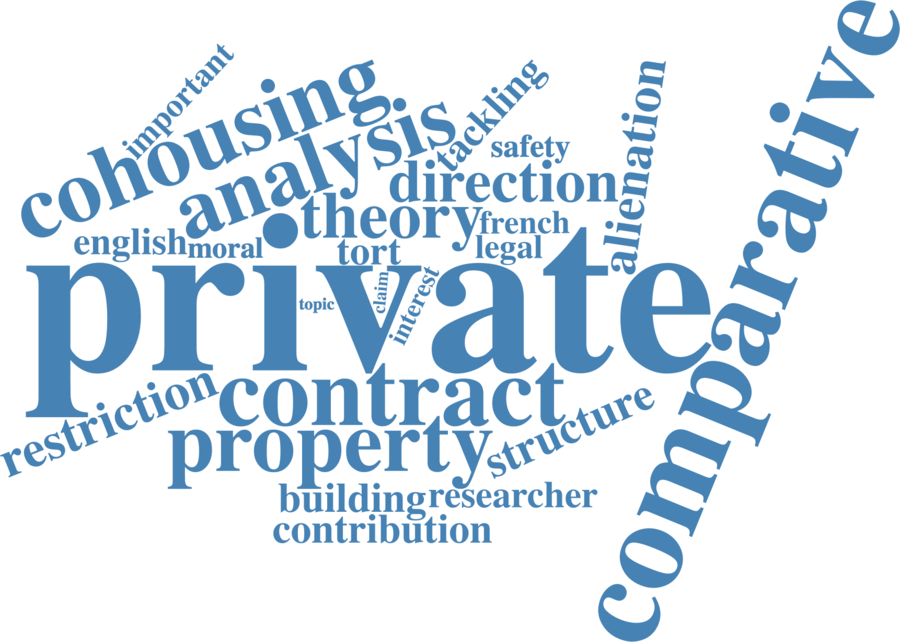 important
cohousing
analysis
tackling
safety
alienation
comparative
direction
theory
french
english
moral
tort
legal
private
topic
claim
interest
restriction
contract
property
structure
building
researcher
contribution